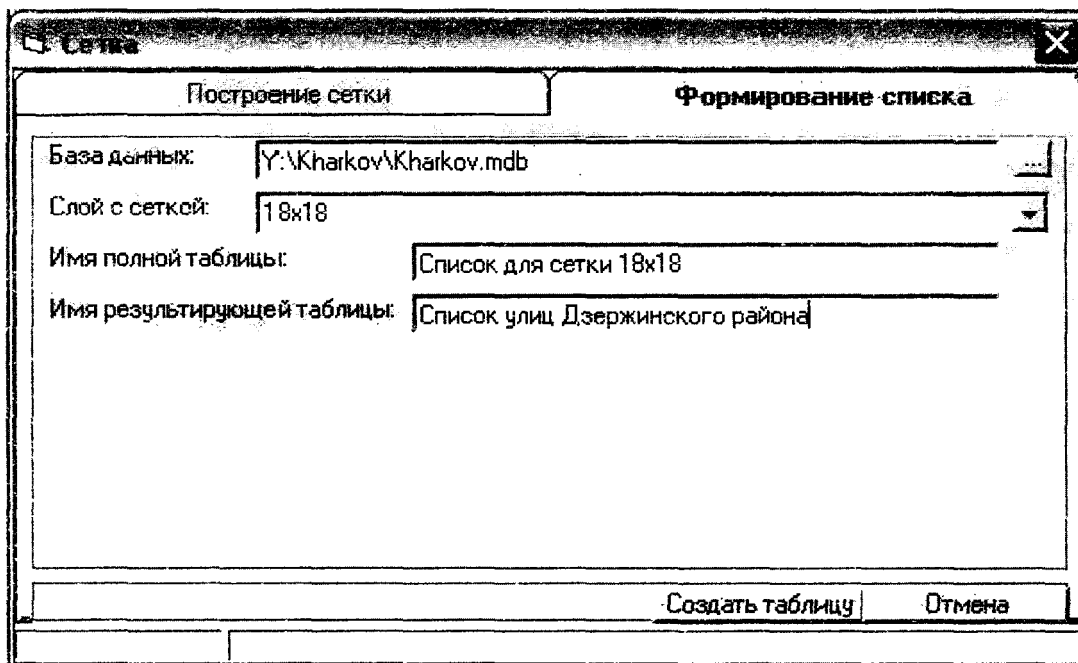 Сетка
Построение сетки
Формирование списка
База данных: Y:\Kharkov\Kharkov.mdb ...
Слой с сеткой: 18x18
Имя полной таблицы: Список для сетки 18x18
Имя результирующей таблицы: Список улиц Дзержинского района
Создать таблицу Отмена